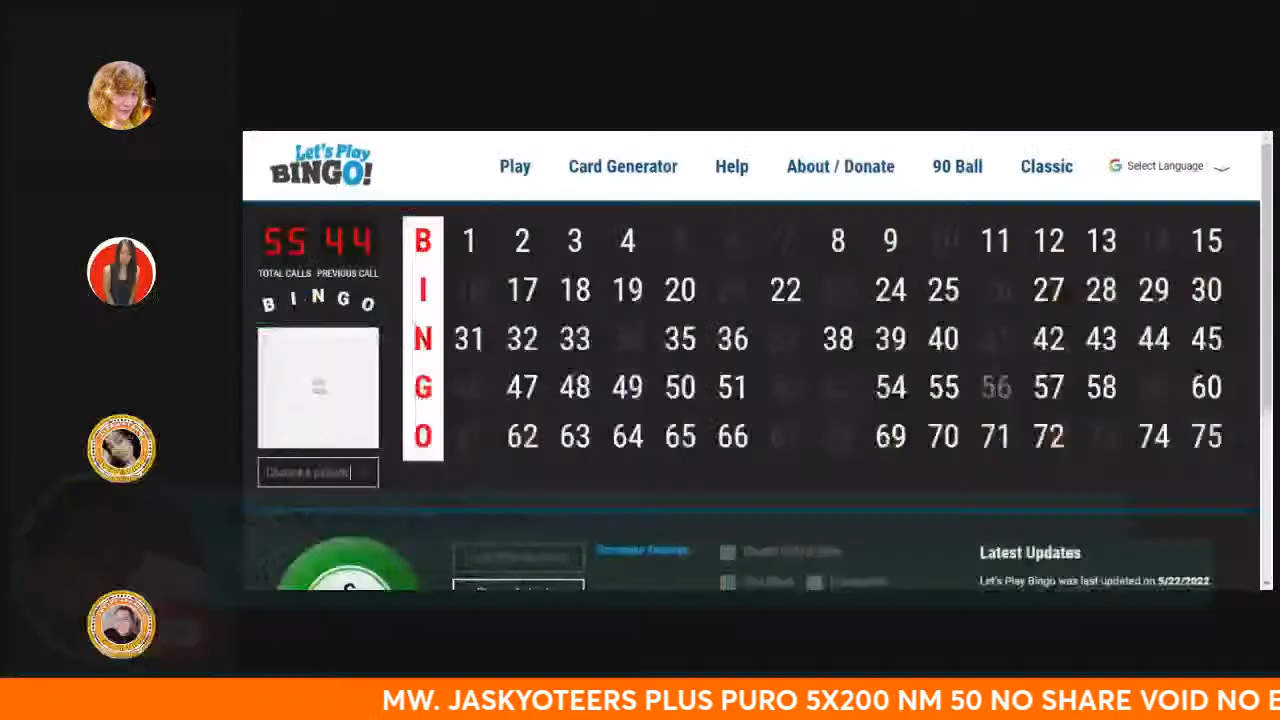 Let's Play
BINGO!
Play Card Generator Help About / Donate 90 Ball Classic Select Language
55 44
TOTAL CALLS PREVIOUS CALL
B I N G O
B 1 2 3 4 8 9 11 12 13 15
I 17 18 19 20 22 24 25 27 28 29 30
N 31 32 33 35 36 38 39 40 42 43 44 45
G 47 48 49 50 51 54 55 56 57 58 60
O 62 63 64 65 66 69 70 71 72 74 75
Latest Updates
Let's Play Bingo was last updated on 5/22/2022
MW. JASKYOTEERS PLUS PURO 5X200 NM 50 NO SHARE VOID NO